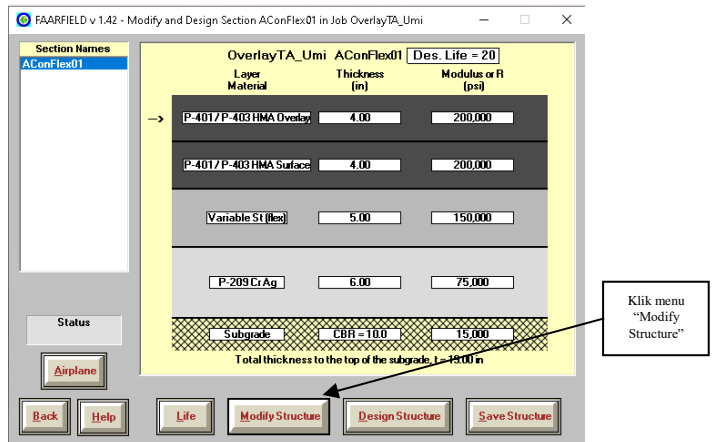 FAARFIELD v 1.42 - Modify and Design Section AConFlex01 in Job OverlayTA_Umi
Section Names
AConFlex01
OverlayTA_Umi AConFlex01 Des. Life = 20
Layer Material Thickness (in) Modulus or R (psi)
--> P-401/ P-403 HMA Overlay 4.00 200,000
P-401/ P-403 HMA Surface 4.00 200,000
Variable St (flex) 5.00 150,000
P-209 Cr Ag 6.00 75,000
Subgrade CBR = 10.0 15,000
Total thickness to the top of the subgrade, t = 19.00 in
Status
Airplane
Back Help Life Modify Structure Design Structure Save Structure
Klik menu
“Modify
Structure”